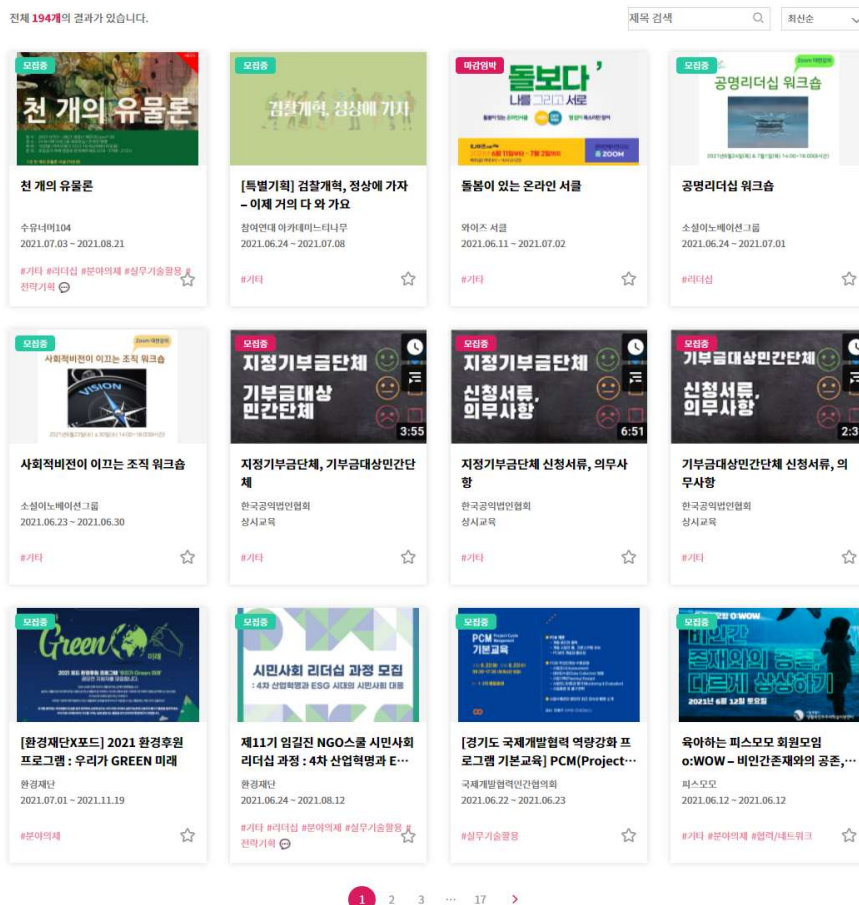 전체 194개의 결과가 있습니다.
제목 검색
최신순
모집중
천 개의 유물론
천 개의 유물론
수유너머104
2021.07.03 ~ 2021.08.21
#기타 #리더십 #분야의제 #실무기술활용 #
전략기획
모집중
검찰개혁, 정상에 가자
[특별기획] 검찰개혁, 정상에 가자
– 이제 거의 다 와 가요
참여연대 아카데미느티나무
2021.06.24 ~ 2021.07.08
#기타
마감임박
돌보다
나를 그리고 서로
6월 11일부터 - 7월 2일까지
줌 ZOOM
돌봄이 있는 온라인 서클
와이즈 서클
2021.06.11 ~ 2021.07.02
#기타
모집중
Zoom 대면강의
공명리더십 워크숍
공명리더십 워크숍
소셜이노베이션그룹
2021.06.24 ~ 2021.07.01
#리더십
모집중
Zoom 대면강의
사회적비전이 이끄는 조직 워크숍
VISION
사회적비전이 이끄는 조직 워크숍
소셜이노베이션그룹
2021.06.23 ~ 2021.06.30
#기타
모집중
지정기부금단체
기부금대상
민간단체
3:55
지정기부금단체, 기부금대상민간단
체
한국공익법인협회
상시교육
#기타
모집중
지정기부금단체
신청서류,
의무사항
6:51
지정기부금단체 신청서류, 의무사
항
한국공익법인협회
상시교육
#기타
모집중
기부금대상민간단체
신청서류,
의무사항
2:3
기부금대상민간단체 신청서류, 의
무사항
한국공익법인협회
상시교육
#기타
모집중
Green
미래
[환경재단X포드] 2021 환경후원
프로그램 : 우리가 GREEN 미래
환경재단
2021.07.01 ~ 2021.11.19
#분야의제
모집중
시민사회 리더십 과정 모집
: 4차 산업혁명과 ESG 시대의 시민사회 대응
제11기 임길진 NGO스쿨 시민사회
리더십 과정 : 4차 산업혁명과 E…
환경재단
2021.06.24 ~ 2021.08.12
#기타 #리더십 #분야의제 #실무기술활용 #
전략기획
모집중
PCM Project Cycle Management
기본교육
[경기도 국제개발협력 역량강화 프
로그램 기본교육] PCM(Project…
국제개발협력민간협의회
2021.06.22 ~ 2021.06.23
#실무기술활용
모집중
O:WOW
비인간
존재와의 공존,
다르게 상상하기
2021년 6월 12일 토요일
육아하는 피스모모 회원모임
o:WOW – 비인간존재와의 공존,…
피스모모
2021.06.12 ~ 2021.06.12
#기타 #분야의제 #협력/네트워크
1 2 3 … 17 >